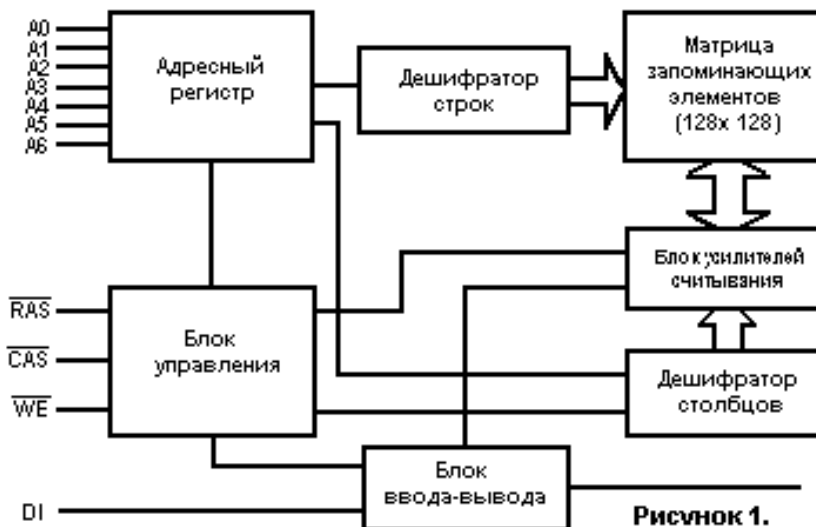 A0
A1
A2
A3
A4
A5
A6
Адресный
регистр
Дешифратор
строк
Матрица
запоминающих
элементов
(128x 128)
Блок усилителей
считывания
RAS
CAS
WE
Блок
управления
Дешифратор
столбцов
DI
Блок
ввода-вывода
Рисунок 1.